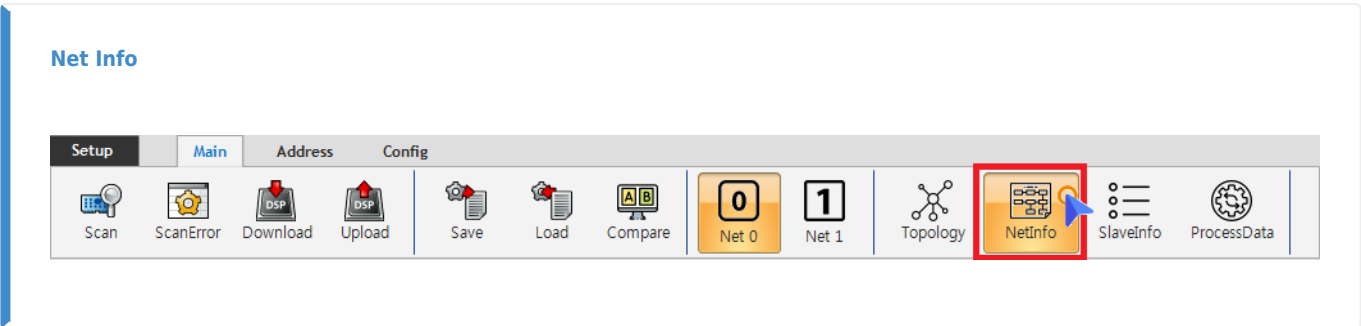 Net Info
Setup Main Address Config
DSP DSP A B 0 1
Scan ScanError Download Upload Save Load Compare Net 0 Net 1 Topology NetInfo SlaveInfo ProcessData